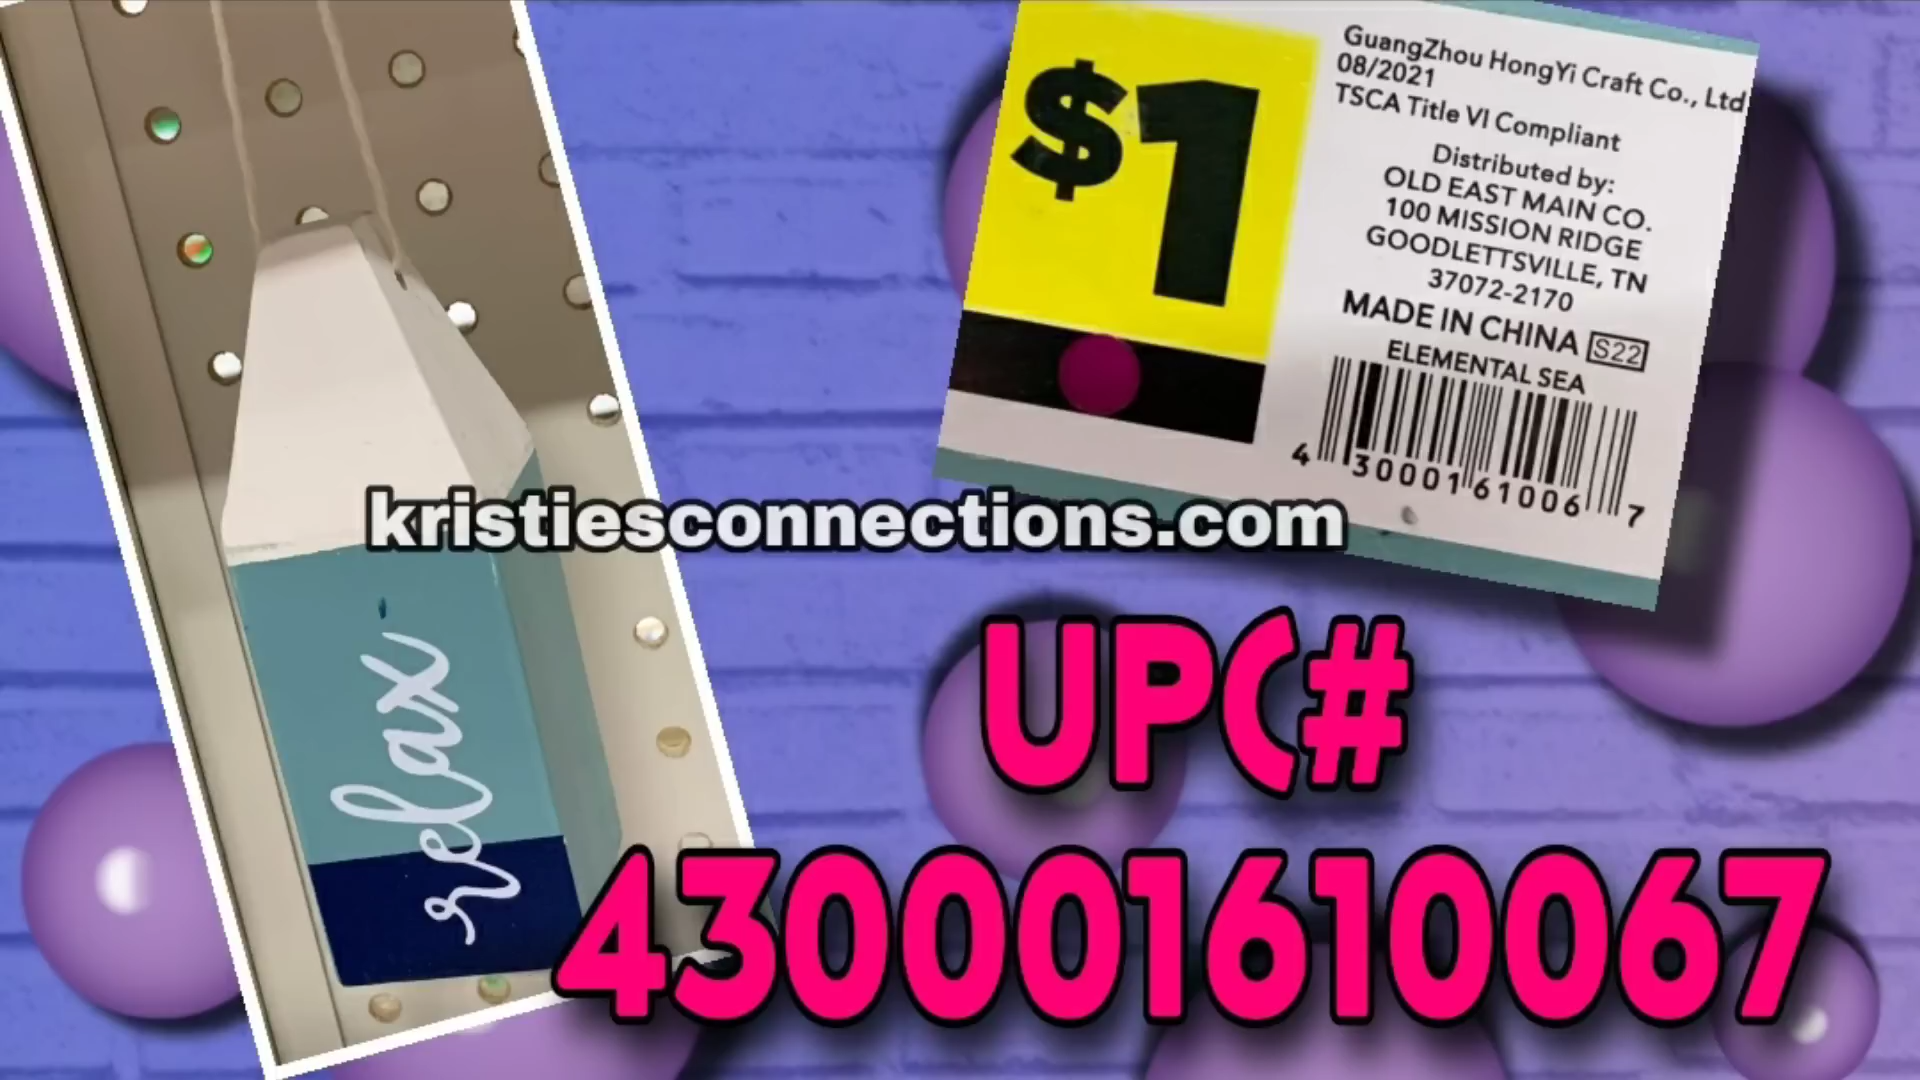 $1
GuangZhou HongYi Craft Co., Ltd
08/2021
TSCA Title VI Compliant
Distributed by:
OLD EAST MAIN CO.
100 MISSION RIDGE
GOODLETTSVILLE, TN
37072-2170
MADE IN CHINA S22
ELEMENTAL SEA
4 30001 61006 7
kristiesconnections.com
relax
UPC#
430001610067